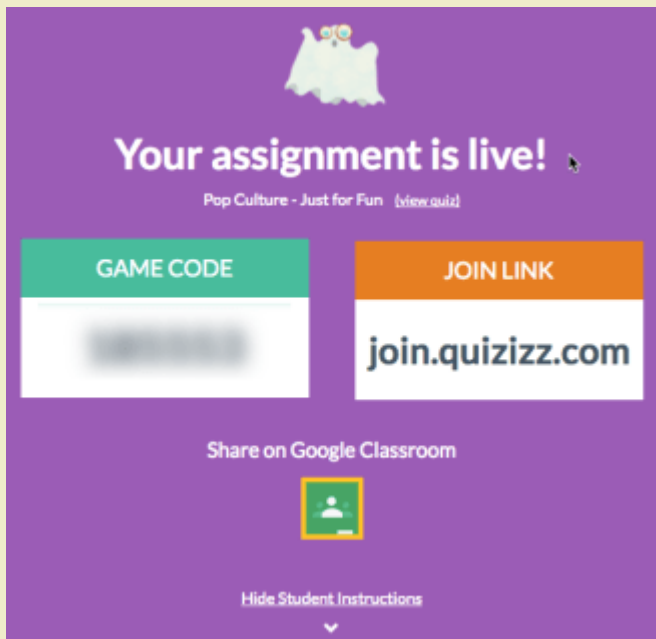 Your assignment is live!
Pop Culture - Just for Fun (view quiz)
GAME CODE
JOIN LINK
join.quizizz.com
Share on Google Classroom
Hide Student Instructions